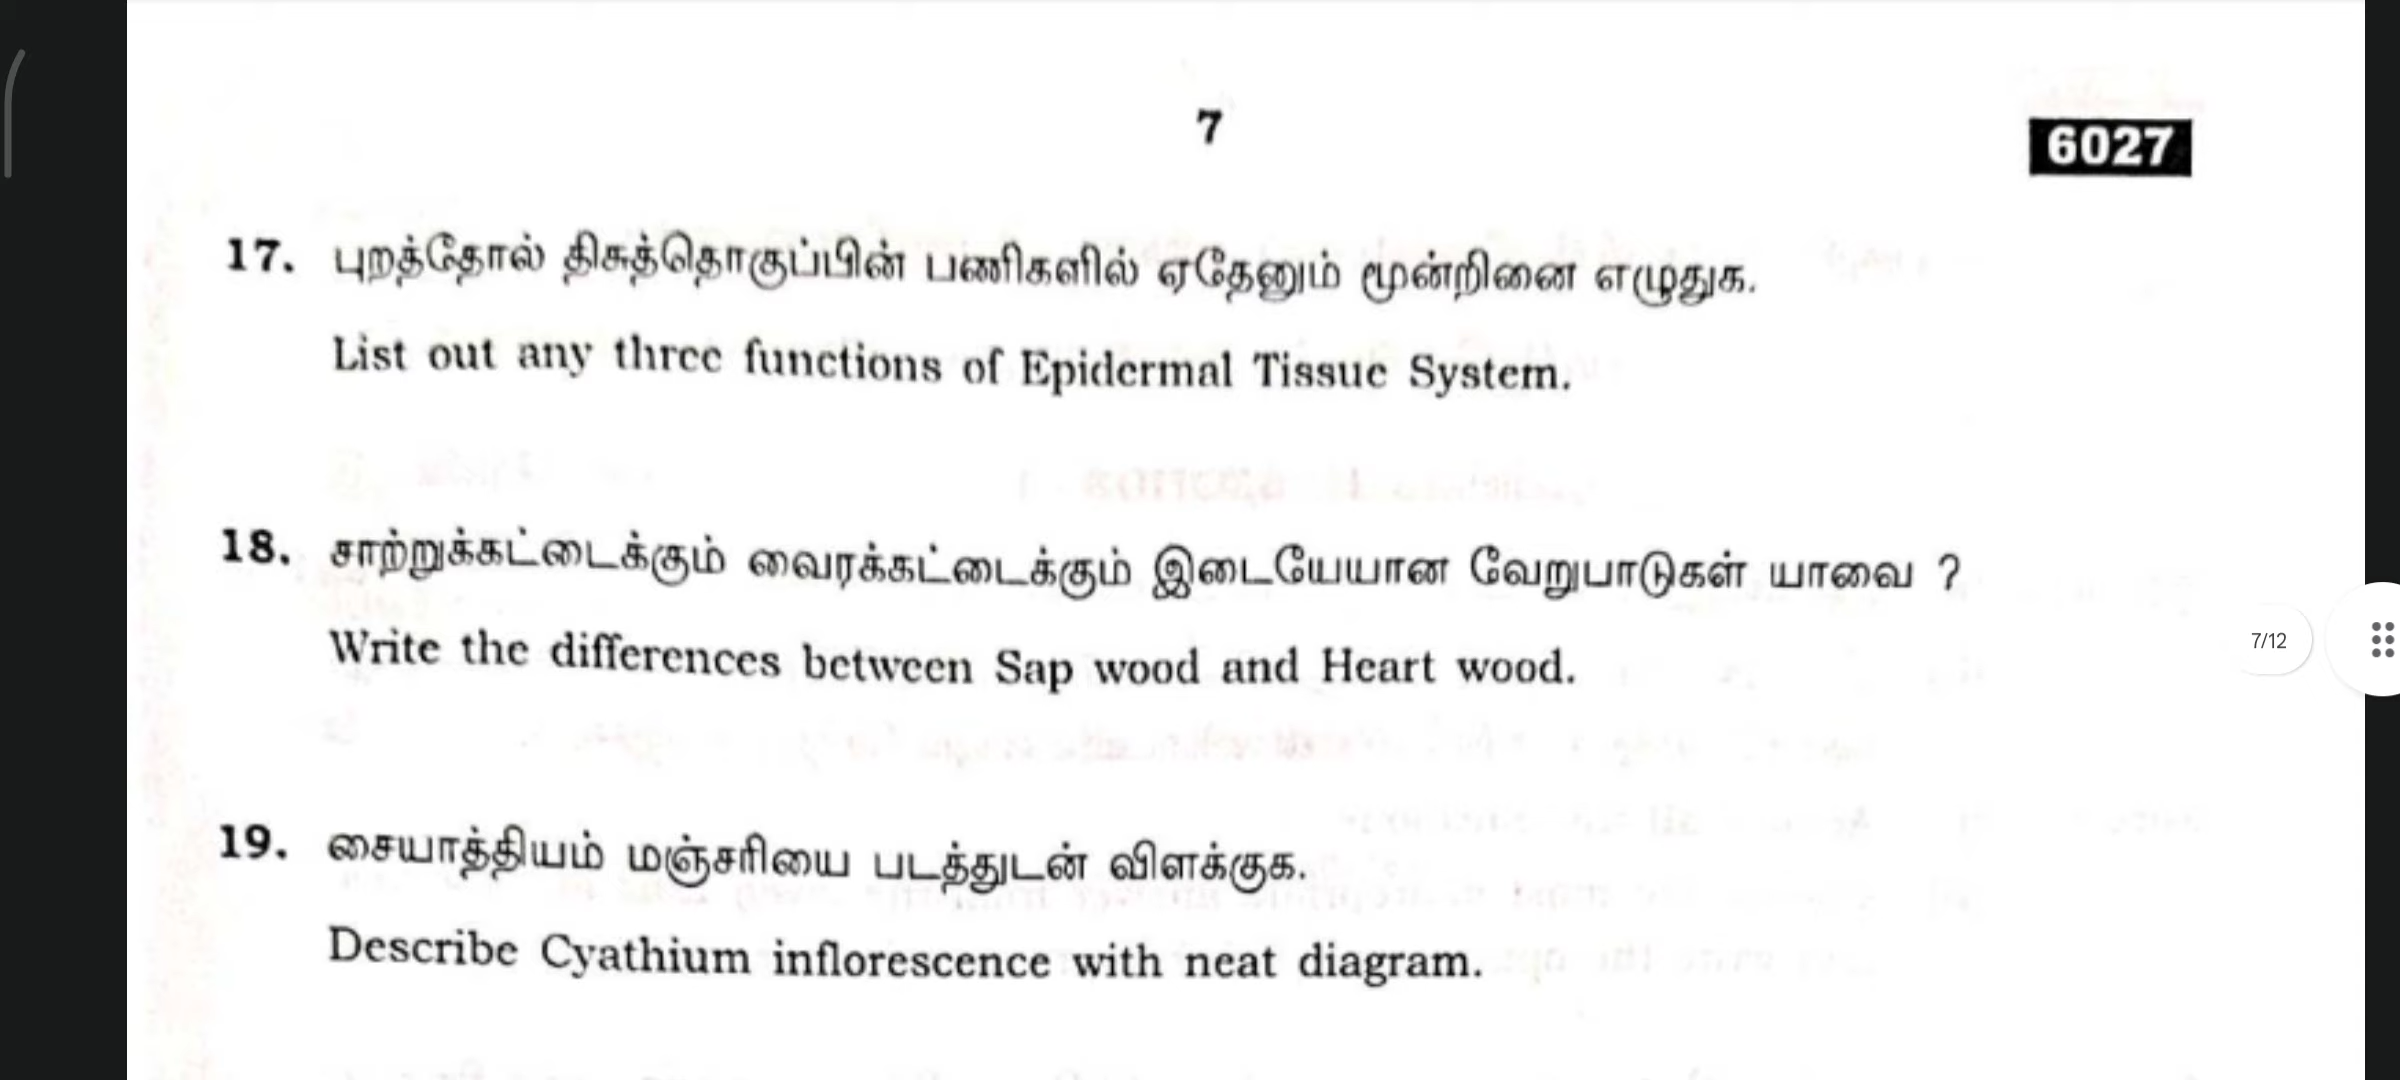 7
6027
17. புறத்தோல் திசுத்தொகுப்பின் பணிகளில் ஏதேனும் மூன்றினை எழுதுக.
List out any three functions of Epidermal Tissue System.
18. சாற்றுக்கட்டைக்கும் வைரக்கட்டைக்கும் இடையேயான வேறுபாடுகள் யாவை ?
Write the differences between Sap wood and Heart wood.
7/12
19. சையாத்தியம் மஞ்சரியை படத்துடன் விளக்குக.
Describe Cyathium inflorescence with neat diagram.